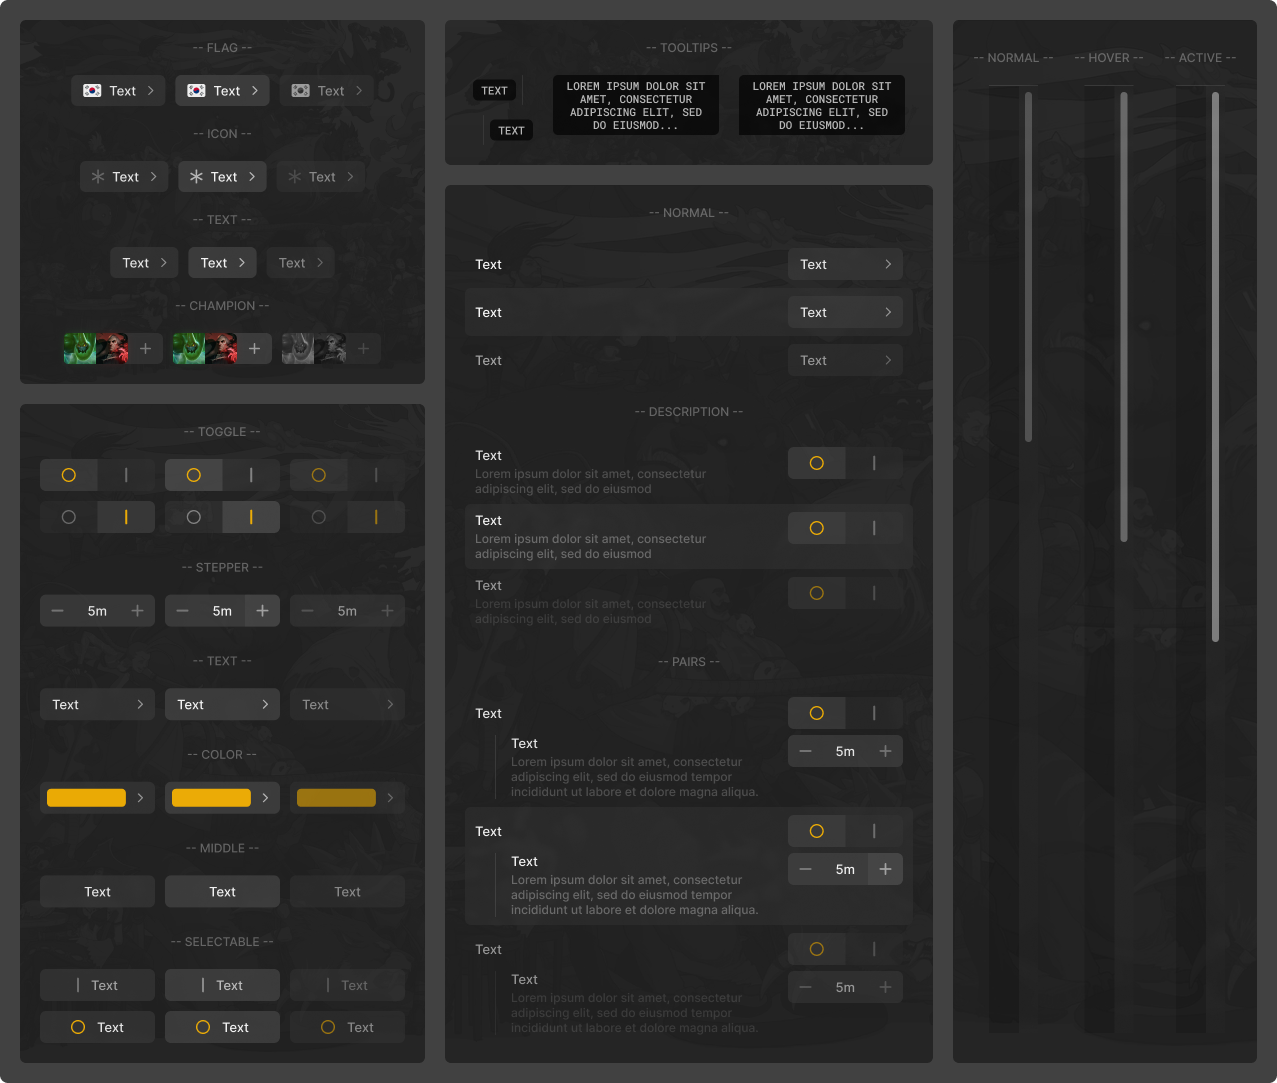 -- FLAG --
Text
Text
Text
-- ICON --
Text
Text
Text
-- TEXT --
Text
Text
Text
-- CHAMPION --
-- TOGGLE --
-- STEPPER --
5m
5m
5m
-- TEXT --
Text
Text
Text
-- COLOR --
-- MIDDLE --
Text
Text
Text
-- SELECTABLE --
Text
Text
Text
Text
Text
Text
-- TOOLTIPS --
TEXT
TEXT
LOREM IPSUM DOLOR SIT
AMET, CONSECTETUR
ADIPISCING ELIT, SED
DO EIUSMOD...
LOREM IPSUM DOLOR SIT
AMET, CONSECTETUR
ADIPISCING ELIT, SED
DO EIUSMOD...
-- NORMAL --
Text
Text
Text
Text
Text
Text
-- DESCRIPTION --
Text
Lorem ipsum dolor sit amet, consectetur
adipiscing elit, sed do eiusmod
Text
Lorem ipsum dolor sit amet, consectetur
adipiscing elit, sed do eiusmod
Text
Lorem ipsum dolor sit amet, consectetur
adipiscing elit, sed do eiusmod
-- PAIRS --
Text
Text
5m
Lorem ipsum dolor sit amet, consectetur
adipiscing elit, sed do eiusmod tempor
incididunt ut labore et dolore magna aliqua.
Text
Text
5m
Lorem ipsum dolor sit amet, consectetur
adipiscing elit, sed do eiusmod tempor
incididunt ut labore et dolore magna aliqua.
Text
Text
5m
Lorem ipsum dolor sit amet, consectetur
adipiscing elit, sed do eiusmod tempor
incididunt ut labore et dolore magna aliqua.
-- NORMAL --
-- HOVER --
-- ACTIVE --